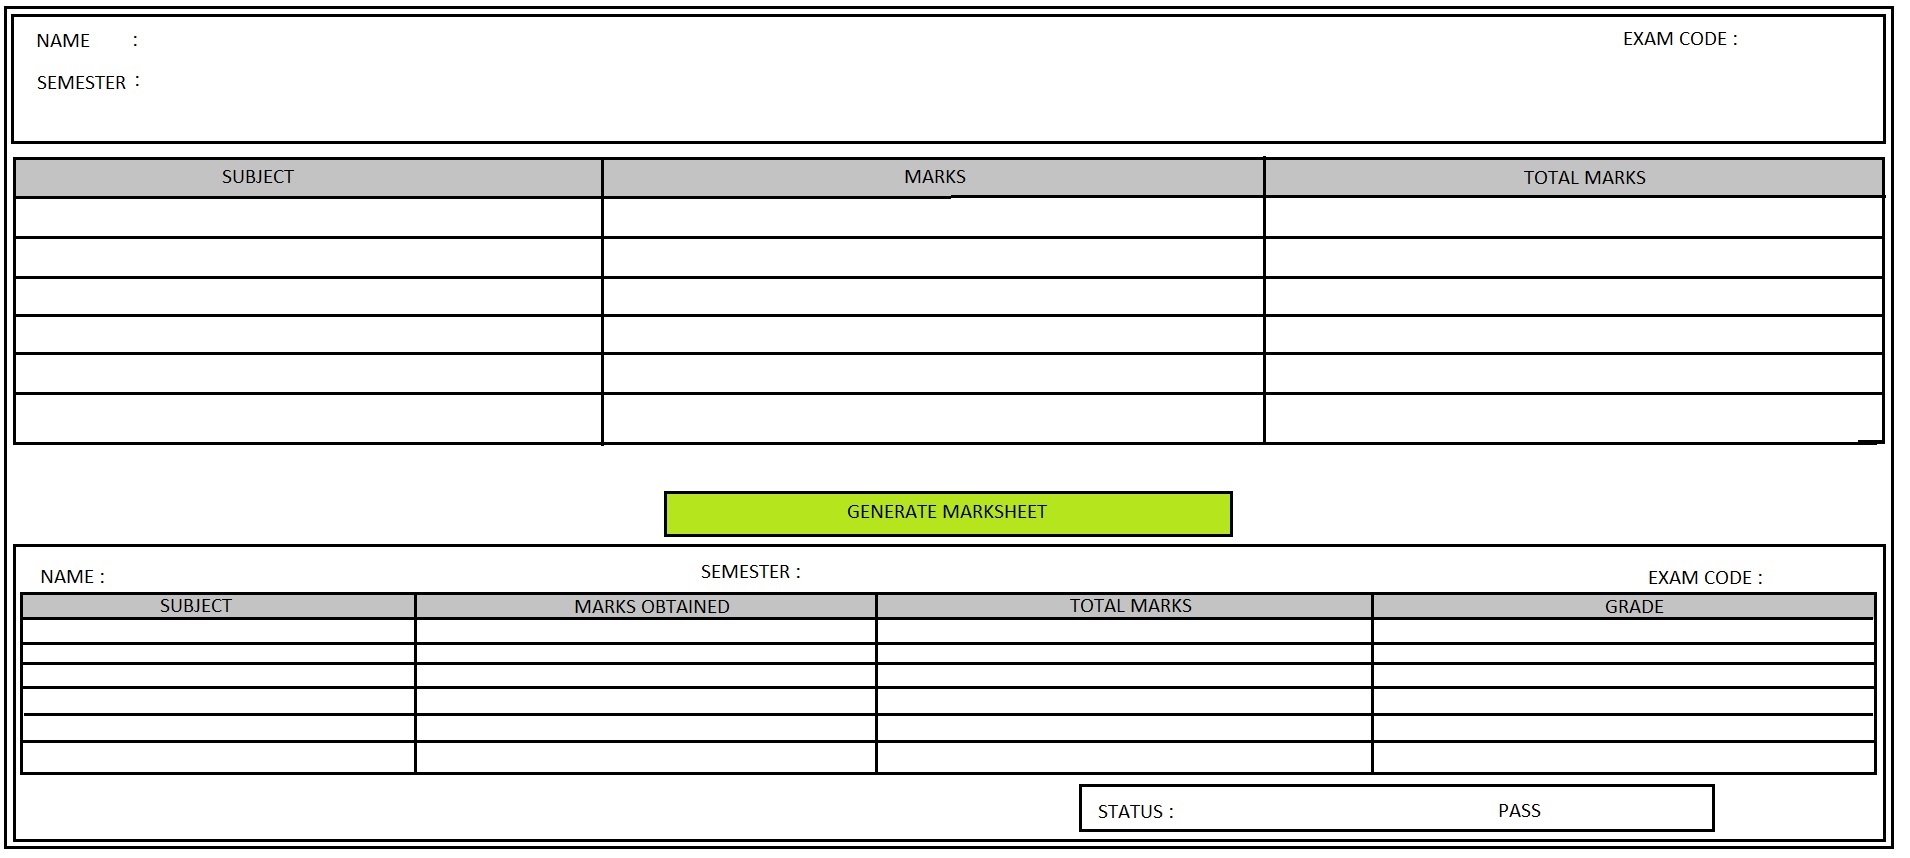 NAME : EXAM CODE :
SEMESTER :
SUBJECT MARKS TOTAL MARKS
GENERATE MARKSHEET
NAME : SEMESTER : EXAM CODE :
SUBJECT MARKS OBTAINED TOTAL MARKS GRADE
STATUS : PASS